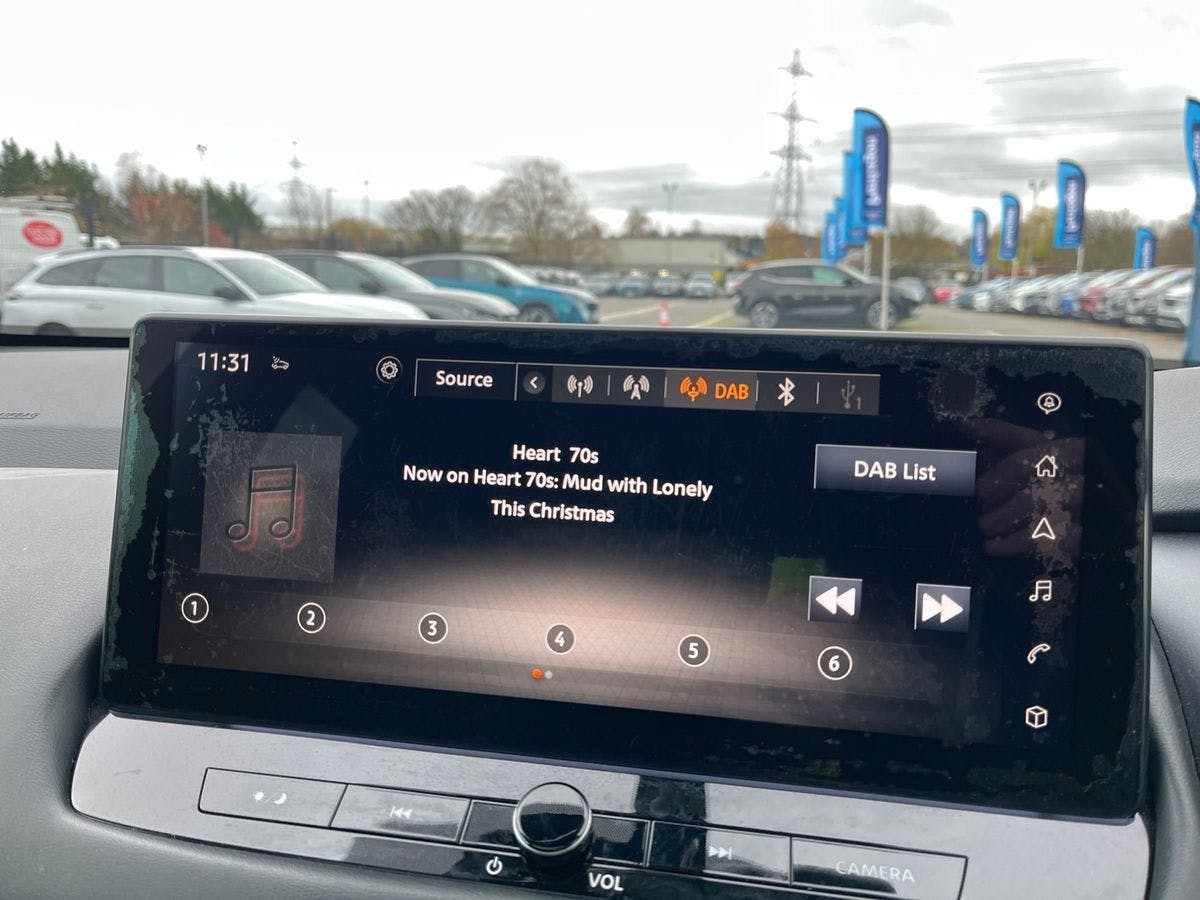 11:31
Source
DAB
1
Heart 70s
Now on Heart 70s: Mud with Lonely
This Christmas
DAB List
1
2
3
4
5
6
VOL
CAMERA